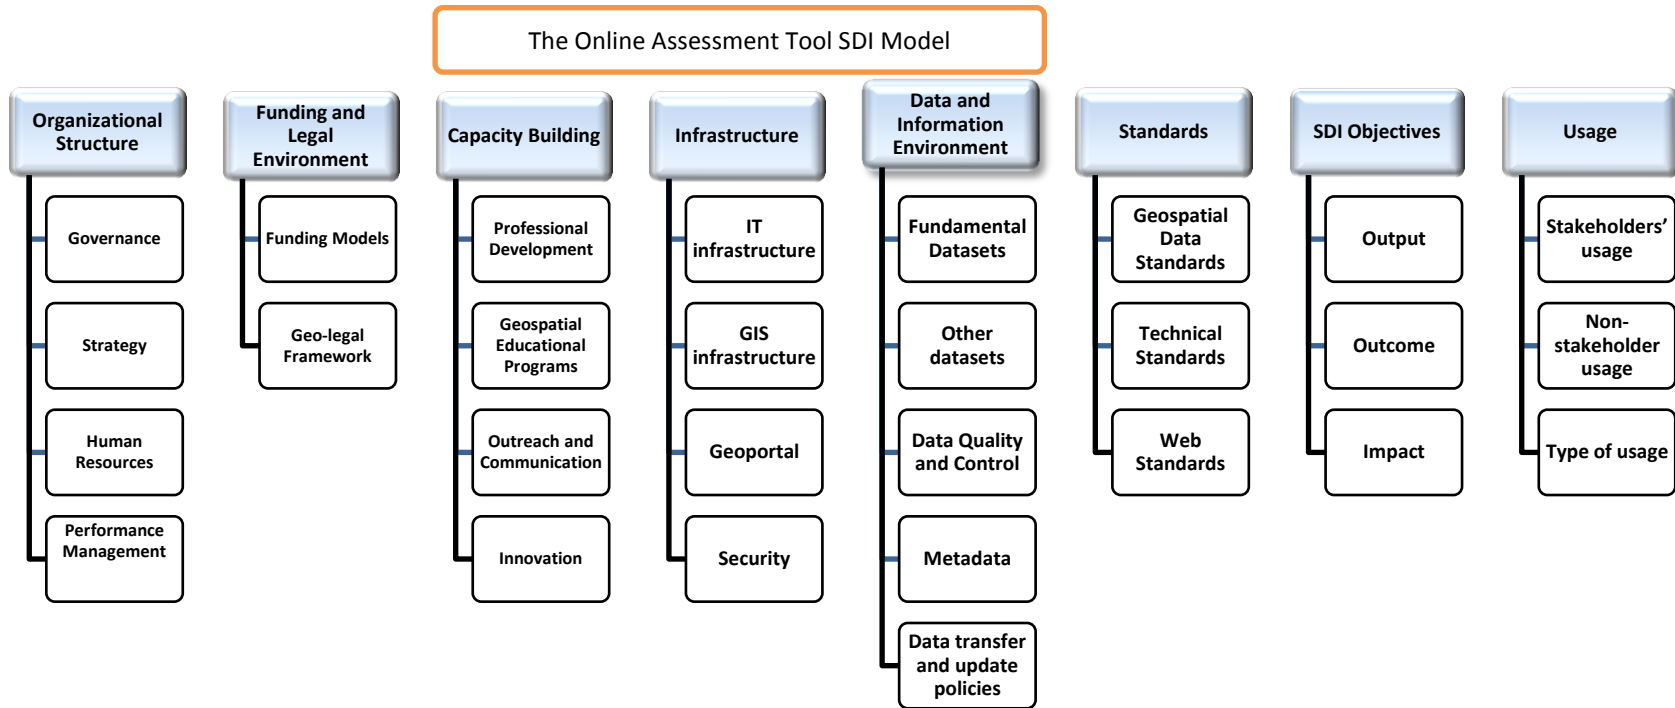 The Online Assessment Tool SDI Model
Organizational
Structure
Governance
Strategy
Human
Resources
Performance
Management
Funding and
Legal
Environment
Funding Models
Geo-legal
Framework
Capacity Building
Professional
Development
Geospatial
Educational
Programs
Outreach and
Communication
Innovation
Infrastructure
IT
infrastructure
GIS
infrastructure
Geoportal
Security
Data and
Information
Environment
Fundamental
Datasets
Other
datasets
Data Quality
and Control
Metadata
Data transfer
and update
policies
Standards
Geospatial
Data
Standards
Technical
Standards
Web
Standards
SDI Objectives
Output
Outcome
Impact
Usage
Stakeholders’
usage
Non-
stakeholder
usage
Type of usage